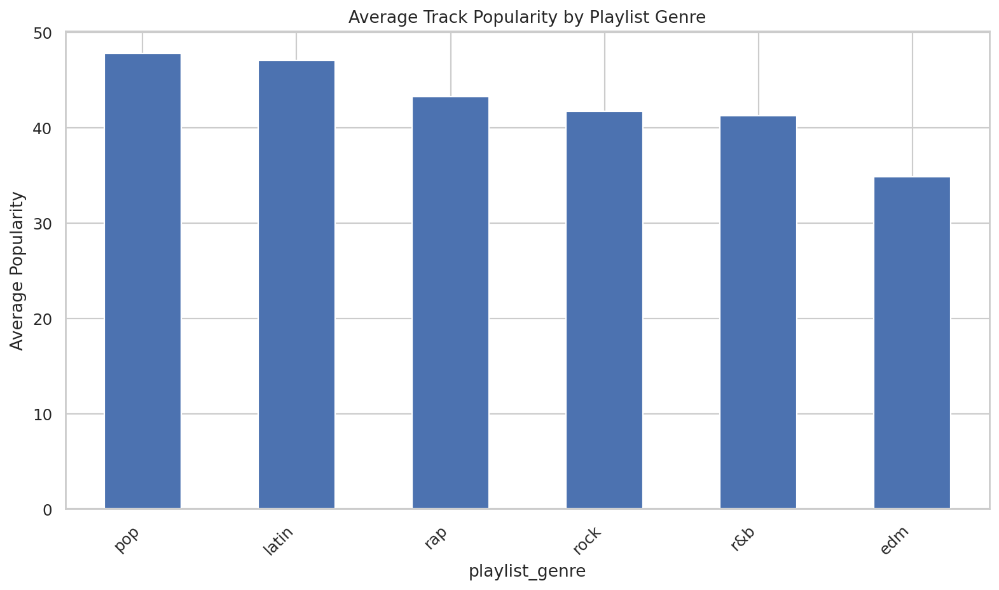 Average Track Popularity by Playlist Genre
Average Popularity
50
40
30
20
10
0
pop
latin
rap
rock
r&b
edm
playlist_genre